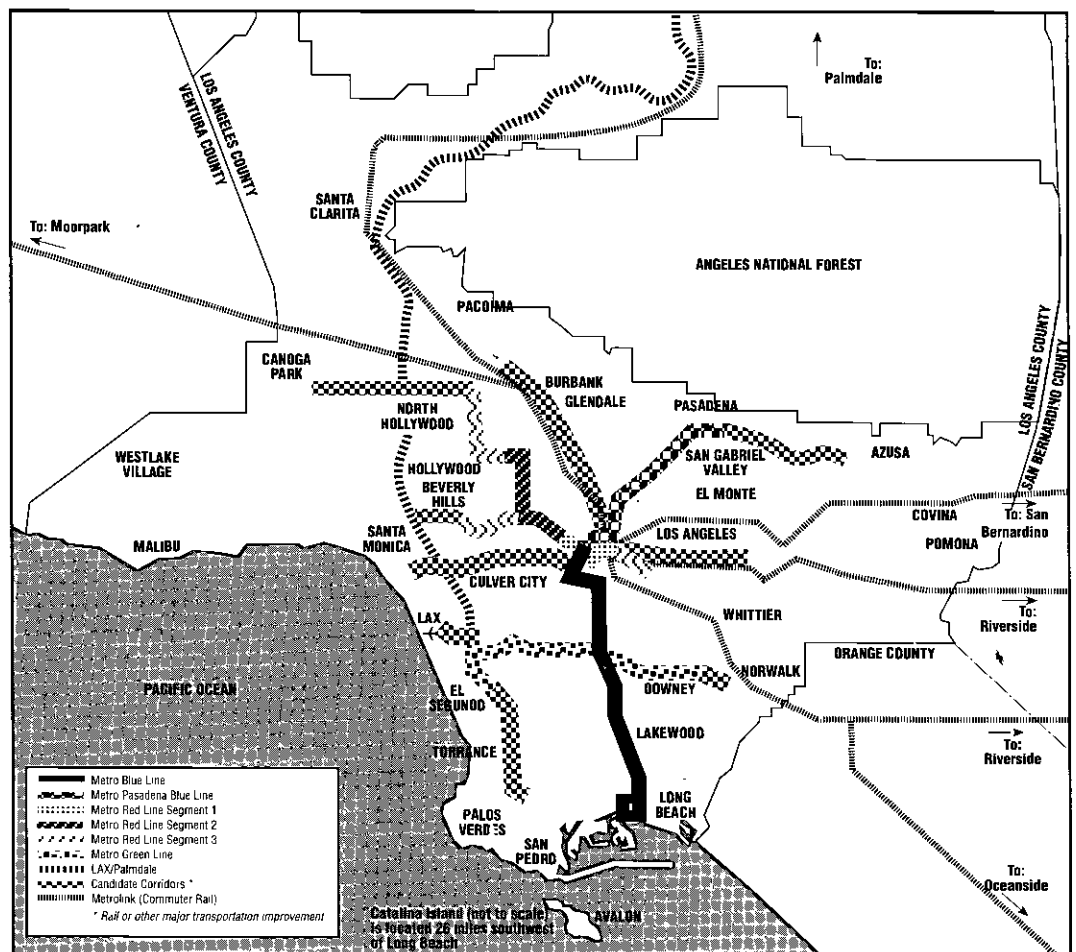 To:
Palmdale
LOS ANGELES COUNTY
VENTURA COUNTY
SANTA
CLARITA
To: Moorpark
ANGELES NATIONAL FOREST
PACOIMA
LOS ANGELES COUNTY
SAN BERNARDINO COUNTY
CANOGA
PARK
BURBANK
GLENDALE
NORTH
HOLLYWOOD
PASADENA
WESTLAKE
VILLAGE
HOLLYWOOD
BEVERLY
HILLS
SAN GABRIEL
VALLEY
AZUSA
EL MONTE
COVINA
To: San
Bernardino
SANTA
MONICA
LOS ANGELES
POMONA
MALIBU
CULVER CITY
LAX
WHITTIER
To:
Riverside
ORANGE COUNTY
PACIFIC OCEAN
EL
SEGUNDO
DOWNEY
NORWALK
TORRANCE
LAKEWOOD
To:
Riverside
Metro Blue Line
Metro Pasadena Blue Line
Metro Red Line Segment 1
Metro Red Line Segment 2
Metro Red Line Segment 3
Metro Green Line
LAX/Palmdale
Candidate Corridors *
Metrolink (Commuter Rail)
* Rail or other major transportation improvement
PALOS
VERDES
LONG
BEACH
SAN
PEDRO
To:
Oceanside
Catalina Island (not to scale)
is located 26 miles southwest
of Long Beach
AVALON